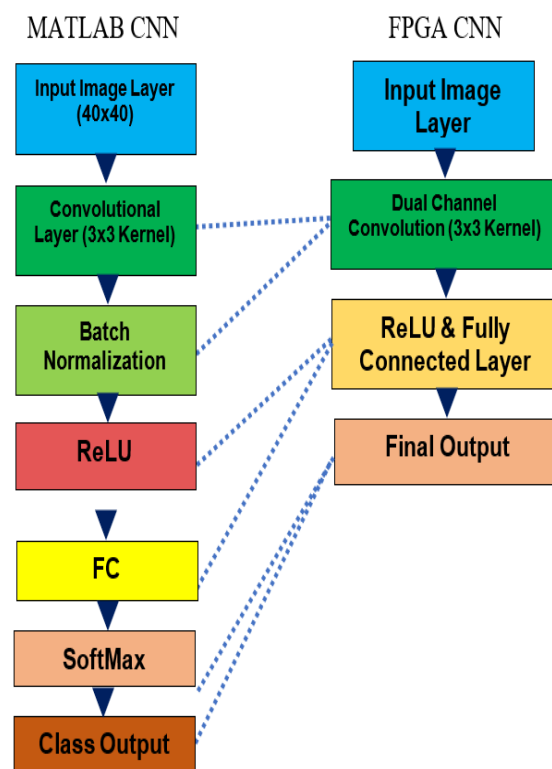 MATLAB CNN
Input Image Layer
(40x40)
Convolutional
Layer (3x3 Kernel)
Batch
Normalization
ReLU
FC
SoftMax
Class Output
FPGA CNN
Input Image
Layer
Dual Channel
Convolution (3x3 Kernel)
ReLU & Fully
Connected Layer
Final Output